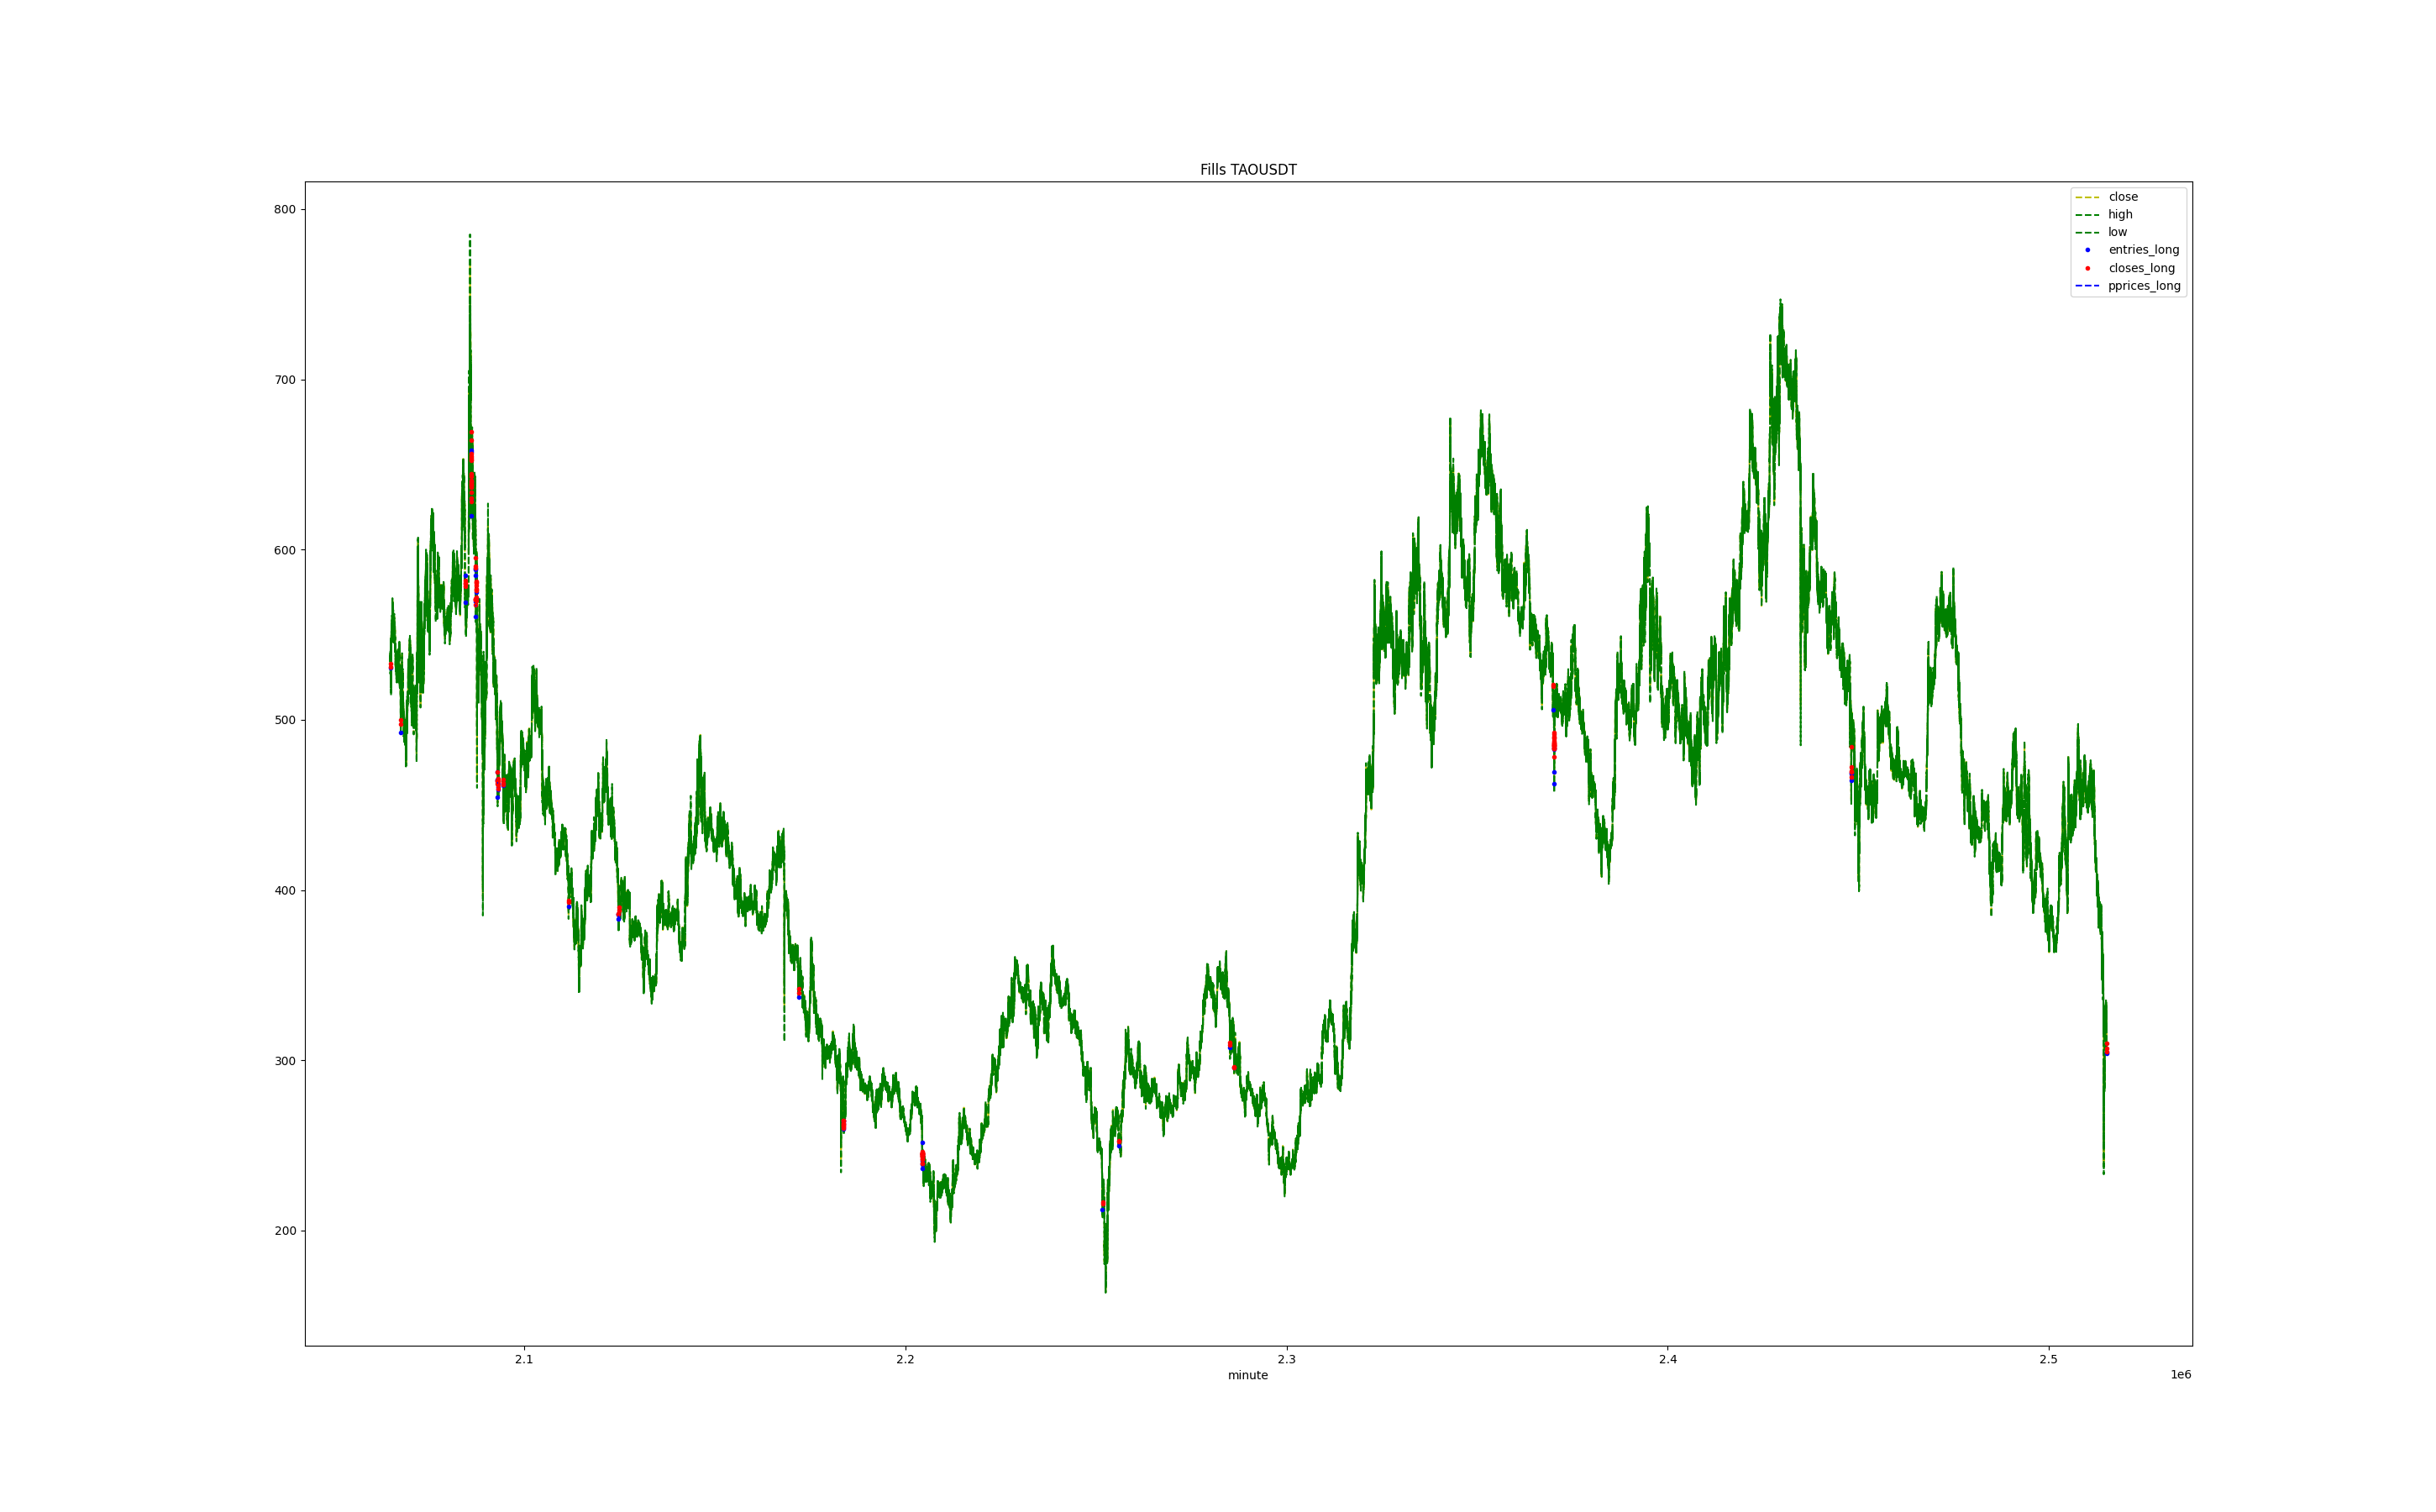 Fills TAOUSDT
800
700
600
500
400
300
200
close
high
low
entries_long
closes_long
pprices_long
2.1
2.2
2.3
2.4
2.5
minute
1e6